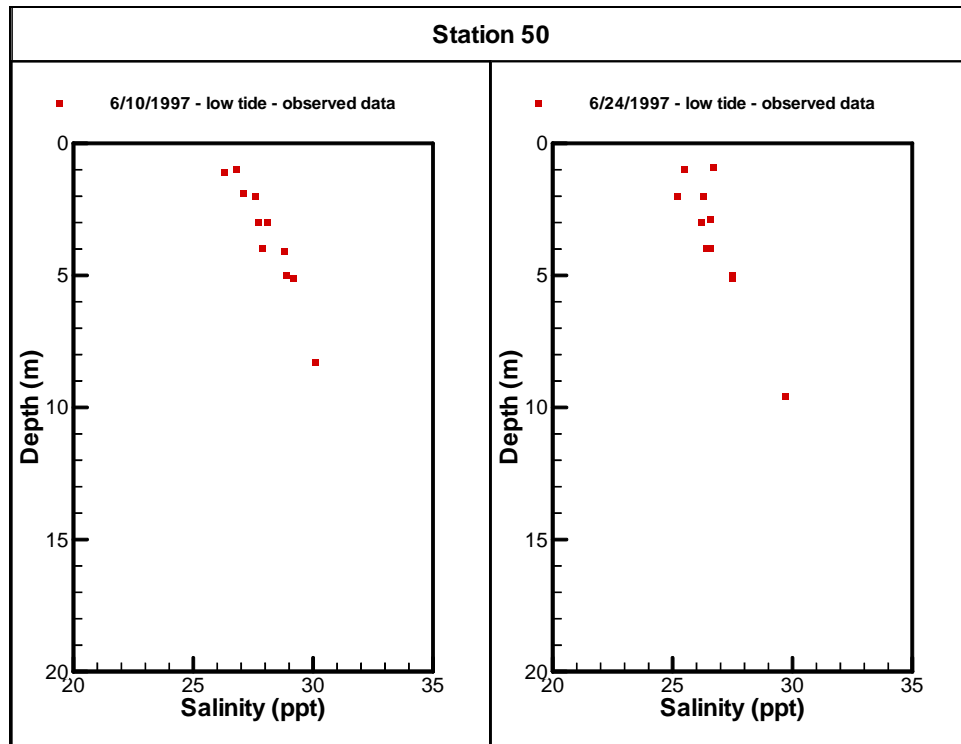 Station 50
6/10/1997 - low tide - observed data
0
5
10
15
20
Depth (m)
20
25
30
35
Salinity (ppt)
6/24/1997 - low tide - observed data
0
5
10
15
20
Depth (m)
20
25
30
35
Salinity (ppt)